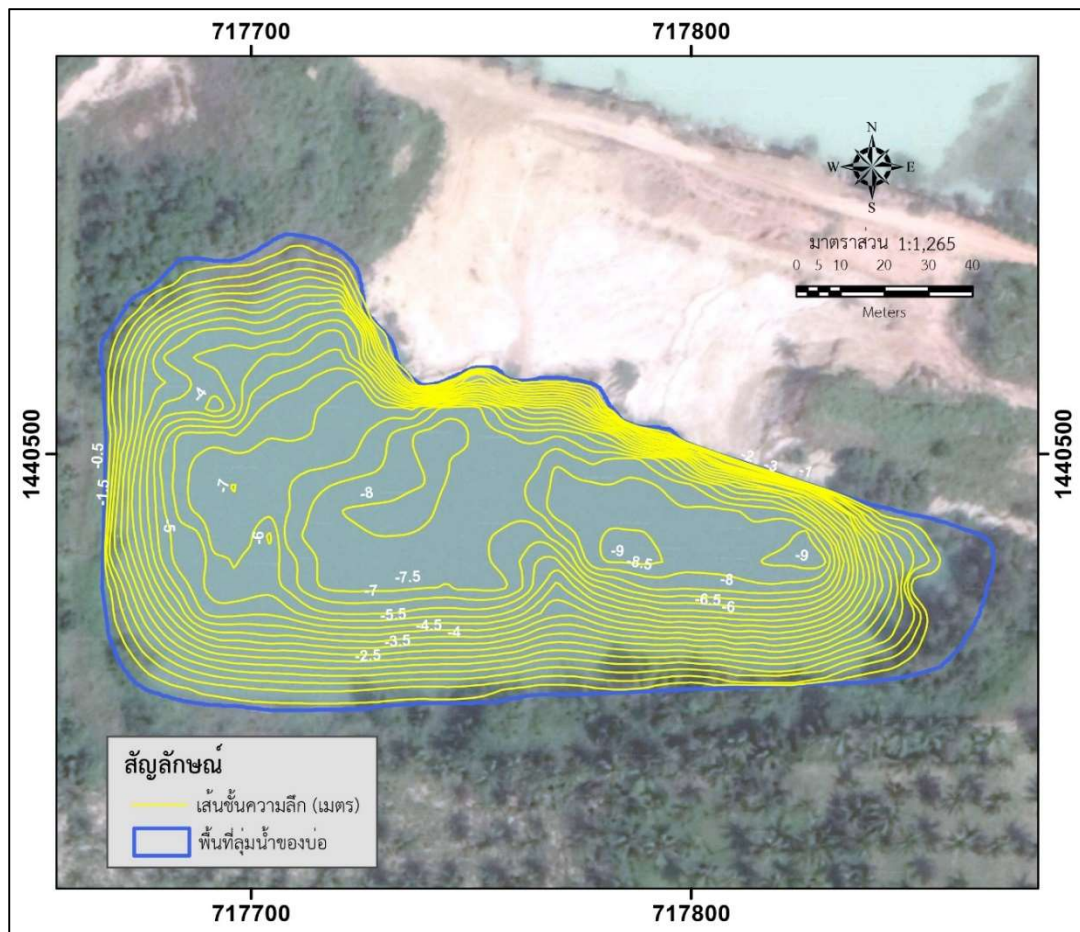 717700
717800
N
W
E
S
มาตราส่วน 1:1,265
0 5 10 20 30 40
Meters
1440500
1440500
-4
-0.5
-1.5
-2
-3
-1
-7
-8
-5
-6
-9
-8.5
-9
-7.5
-7
-8
-6.5
-6
-5.5
-4.5
-4
-3.5
-2.5
สัญลักษณ์
เส้นชั้นความลึก (เมตร)
พื้นที่ลุ่มน้ำของบ่อ
717700
717800